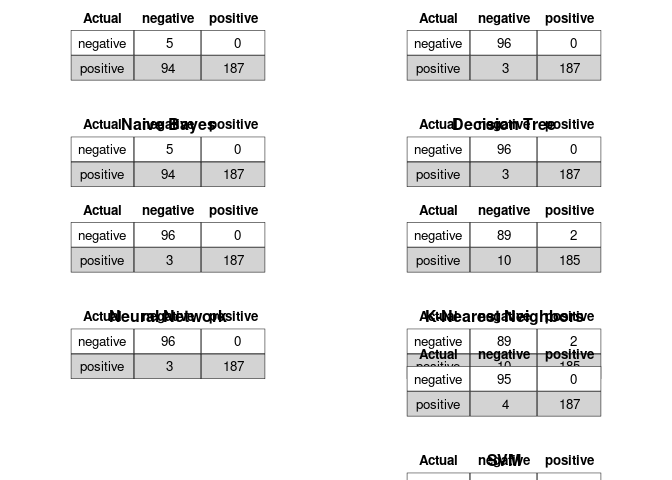 Actual negative positive
negative 5 0
positive 94 187
Actual negative positive
negative 96 0
positive 3 187
Actual negative positive
Naive Bayes
negative 5 0
positive 94 187
Actual negative positive
Decision Tree
negative 96 0
positive 3 187
Actual negative positive
negative 96 0
positive 3 187
Actual negative positive
negative 89 2
positive 10 185
Actual negative positive
Neural Network
negative 96 0
positive 3 187
Actual negative positive
K-Nearest Neighbors
negative 89 2
positive 10 185
Actual negative positive
negative 95 0
positive 4 187
Actual negative positive
SVM